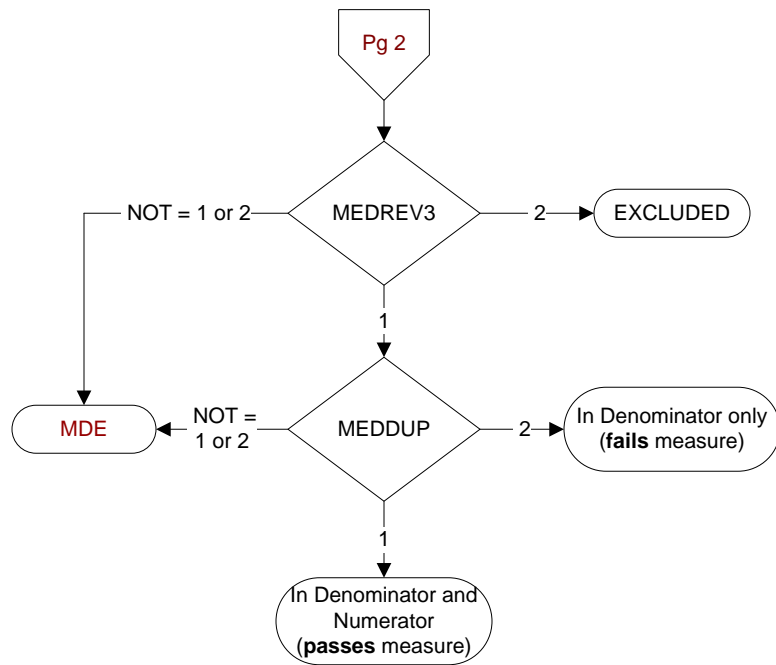 Pg 2
NOT = 1 or 2
MEDREV3
2
EXCLUDED
1
MDE
NOT =
1 or 2
MEDDUP
2
In Denominator only
(fails measure)
1
In Denominator and
Numerator
(passes measure)